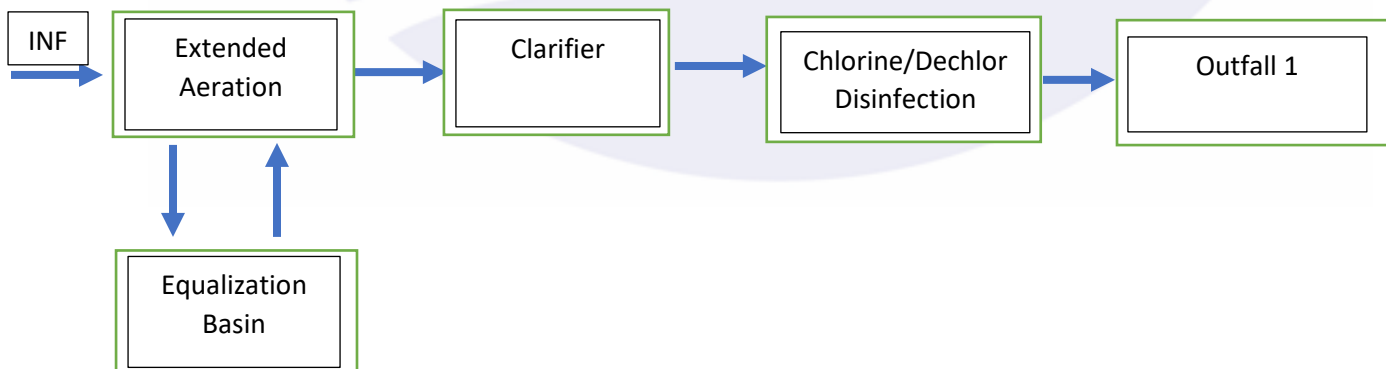 INF
Extended
Aeration
Clarifier
Chlorine/Dechlor
Disinfection
Outfall 1
Equalization
Basin